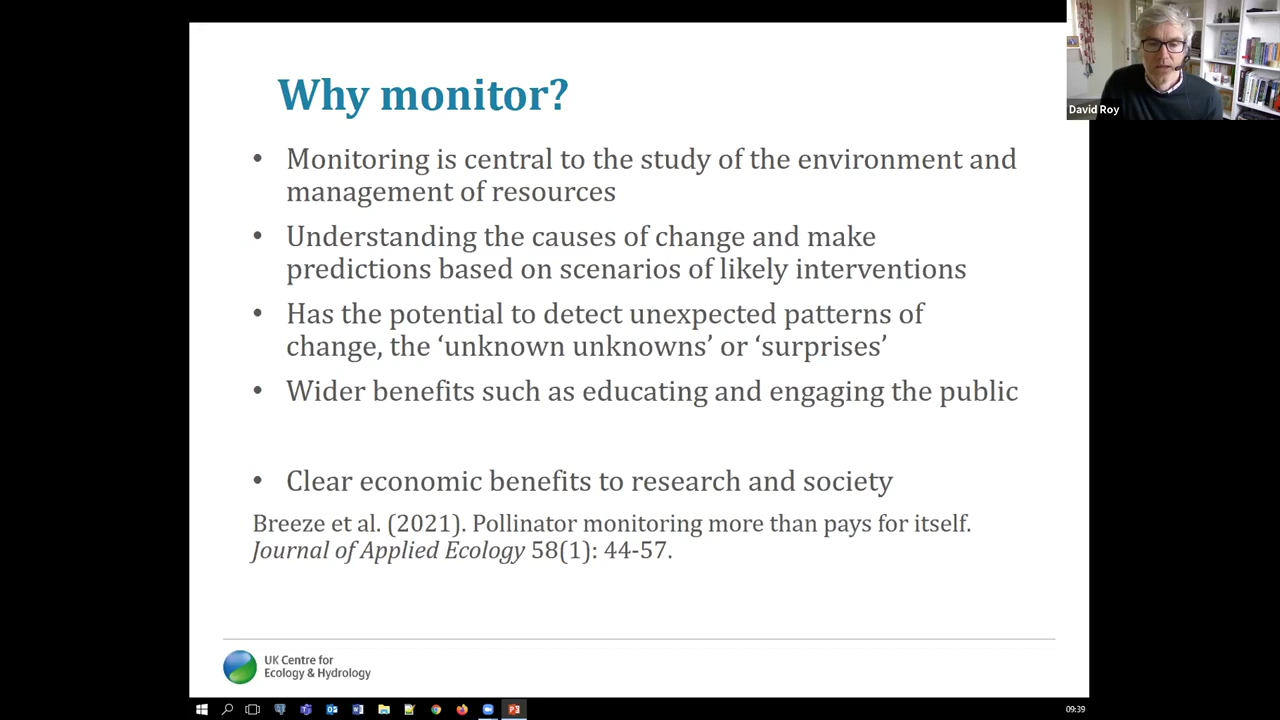 Why monitor?
• Monitoring is central to the study of the environment and
management of resources
• Understanding the causes of change and make
predictions based on scenarios of likely interventions
• Has the potential to detect unexpected patterns of
change, the ‘unknown unknowns’ or ‘surprises’
• Wider benefits such as educating and engaging the public
• Clear economic benefits to research and society
Breeze et al. (2021). Pollinator monitoring more than pays for itself.
Journal of Applied Ecology 58(1): 44-57.
UK Centre for
Ecology & Hydrology
David Roy
09:39